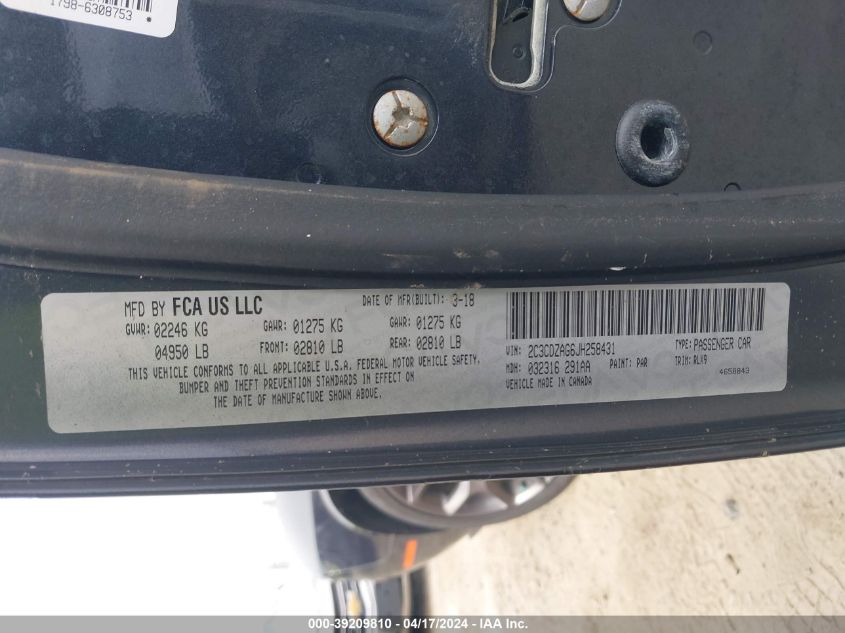 1798-6308753
MFD BY FCA US LLC DATE OF MFR(BUILT): 3-18
GVWR: 02246 KG GAWR: 01275 KG GAWR: 01275 KG
04950 LB FRONT: 02810 LB REAR: 02810 LB
THIS VEHICLE CONFORMS TO ALL APPLICABLE U.S.A. FEDERAL MOTOR VEHICLE SAFETY,
BUMPER AND THEFT PREVENTION STANDARDS IN EFFECT ON
THE DATE OF MANUFACTURE SHOWN ABOVE.
VIN: 2C3CDZAG6JH258431 TYPE: PASSENGER CAR
MDH: 032316 291AA PAINT: PAR TRIM: RLX9
VEHICLE MADE IN CANADA 4658843
000-39209810 - 04/17/2024 - IAA Inc.